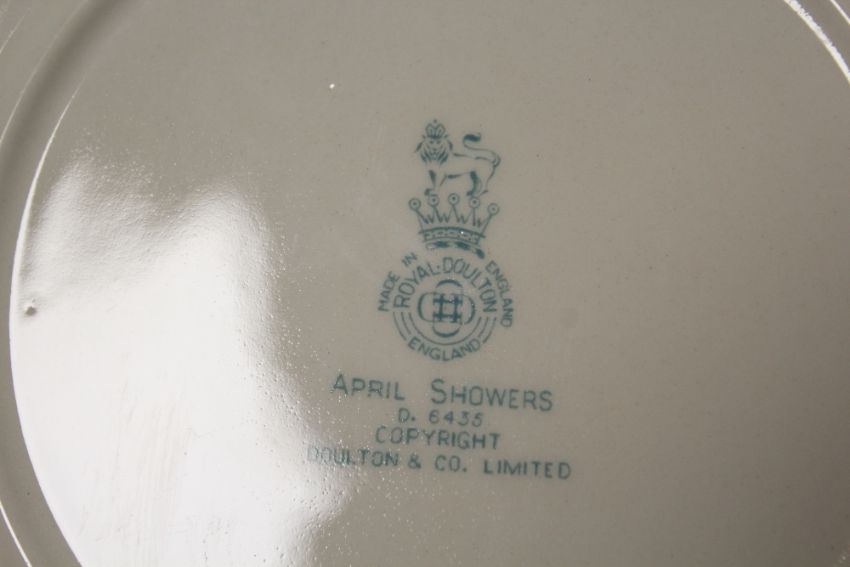 MADE IN ENGLAND
ROYAL·DOULTON
ENGLAND
APRIL SHOWERS
D. 6435
COPYRIGHT
DOULTON & CO. LIMITED